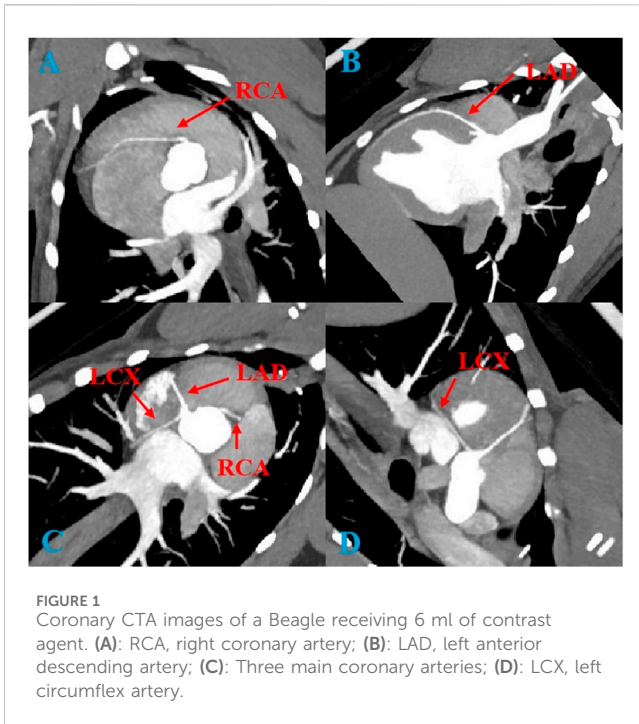 A
RCA
B
LAD
LCX
LAD
RCA
C
LCX
D
FIGURE 1
Coronary CTA images of a Beagle receiving 6 ml of contrast
agent. (A): RCA, right coronary artery; (B): LAD, left anterior
descending artery; (C): Three main coronary arteries; (D): LCX, left
circumflex artery.